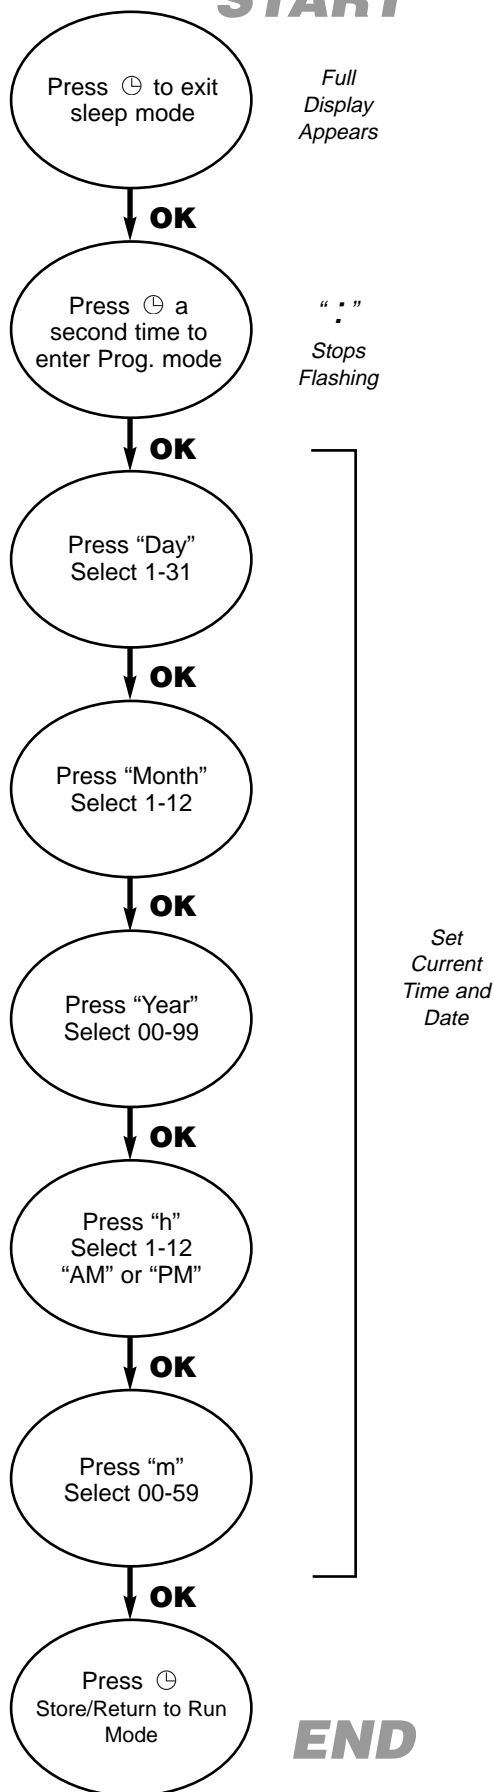 START
Press 🕒 to exit
sleep mode
Full
Display
Appears
OK
Press 🕒 a
second time to
enter Prog. mode
“ : ”
Stops
Flashing
OK
Press “Day”
Select 1-31
OK
Press “Month”
Select 1-12
OK
Press “Year”
Select 00-99
Set
Current
Time and
Date
OK
Press “h”
Select 1-12
“AM” or “PM”
OK
Press “m”
Select 00-59
OK
Press 🕒
Store/Return to Run
Mode
END